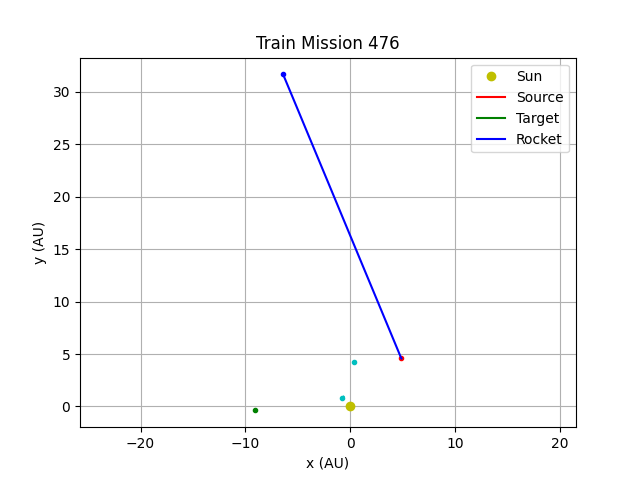 Train Mission 476
Sun
Source
Target
Rocket
y (AU)
30
25
20
15
10
5
0
−20
−10
0
10
20
x (AU)